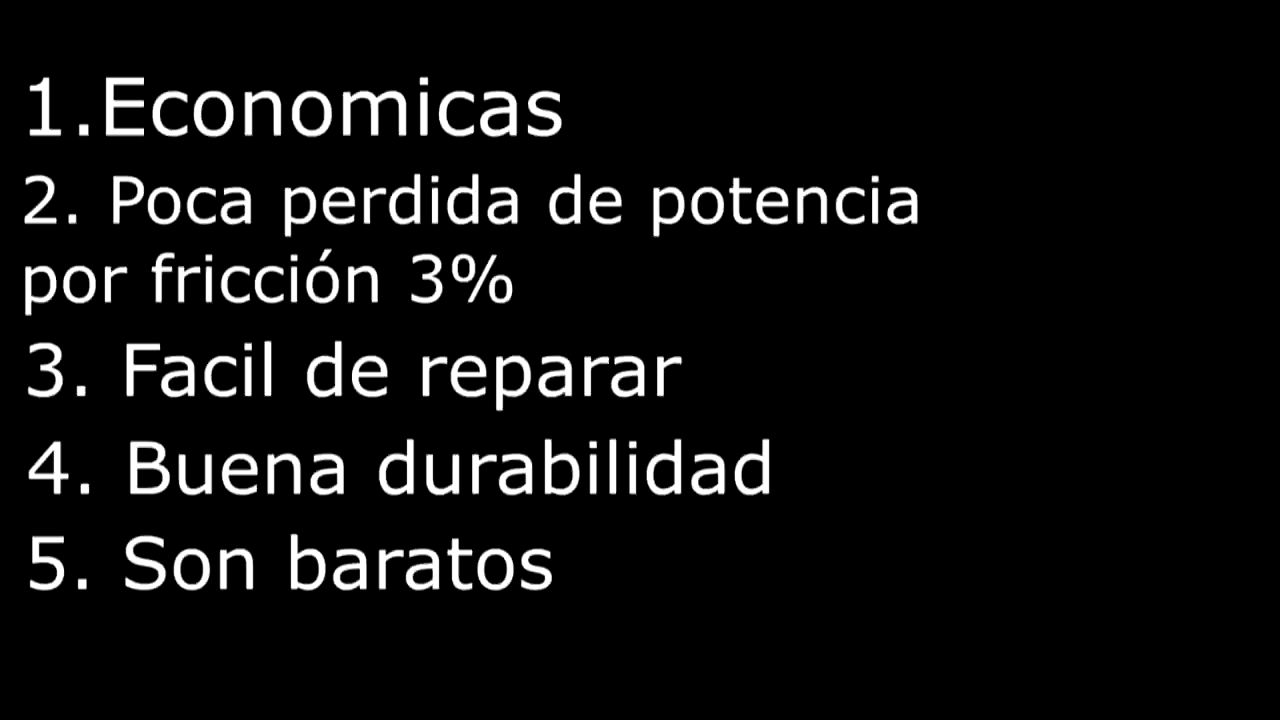 1.Economicas
2. Poca perdida de potencia
por fricción 3%
3. Facil de reparar
4. Buena durabilidad
5. Son baratos